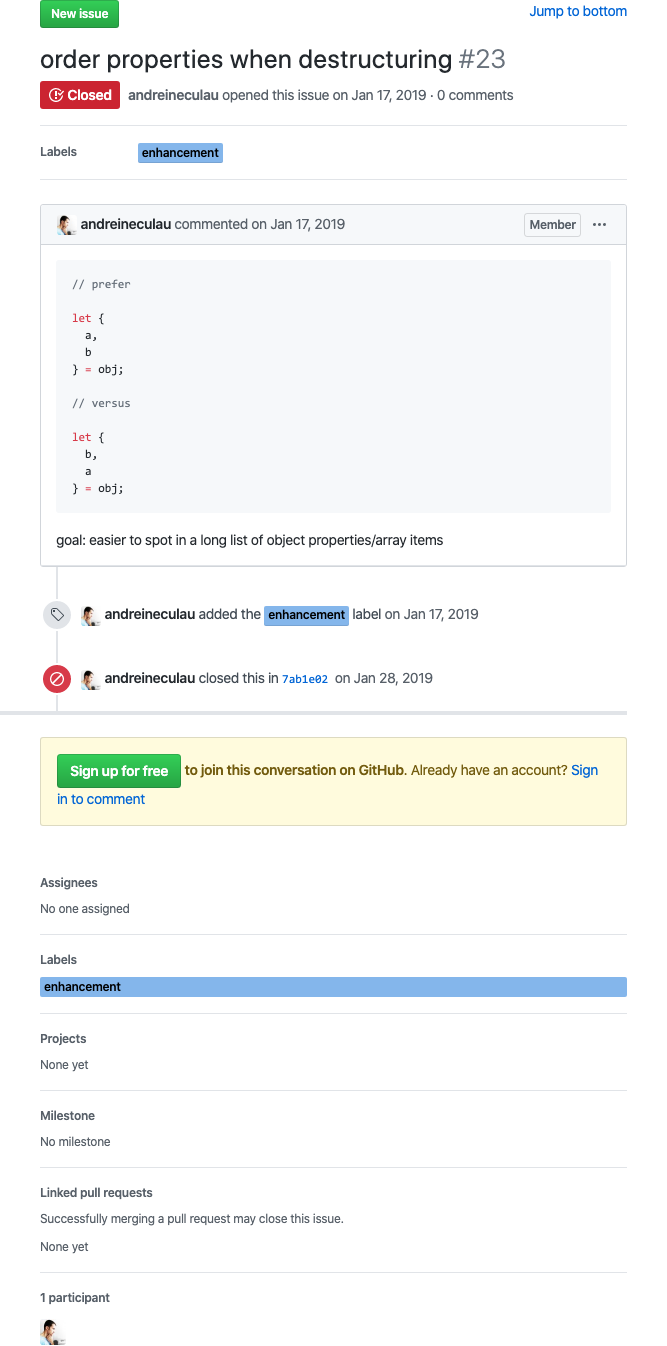 New issue
Jump to bottom
order properties when destructuring #23
Closed andreineculau opened this issue on Jan 17, 2019 · 0 comments
Labels enhancement
andreineculau commented on Jan 17, 2019 Member ···
// prefer
let {
  a,
  b
} = obj;
// versus
let {
  b,
  a
} = obj;
goal: easier to spot in a long list of object properties/array items
andreineculau added the enhancement label on Jan 17, 2019
andreineculau closed this in 7ab1e02 on Jan 28, 2019
Sign up for free to join this conversation on GitHub. Already have an account? Sign
in to comment
Assignees
No one assigned
Labels
enhancement
Projects
None yet
Milestone
No milestone
Linked pull requests
Successfully merging a pull request may close this issue.
None yet
1 participant